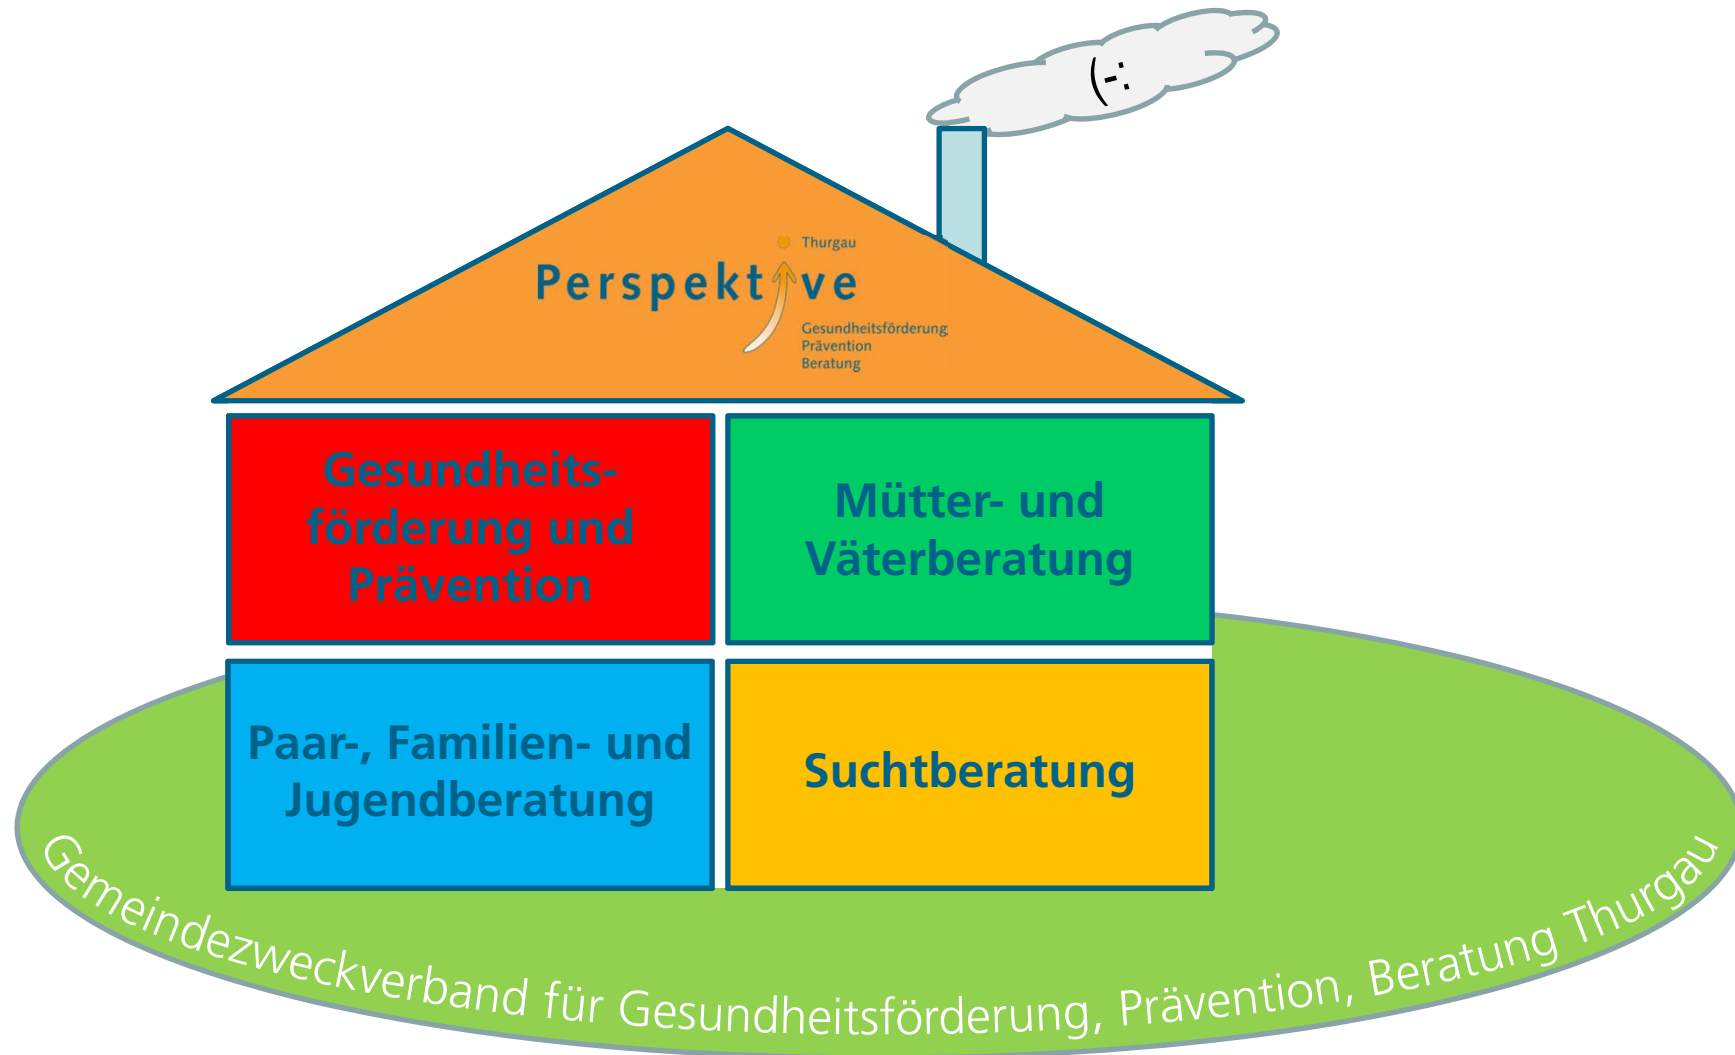 (-:
Thurgau
Perspektive
Gesundheitsförderung
Prävention
Beratung
Gesundheits-
förderung und
Prävention
Mütter- und
Väterberatung
Paar-, Familien- und
Jugendberatung
Suchtberatung
Gemeindezweckverband für Gesundheitsförderung, Prävention, Beratung Thurgau